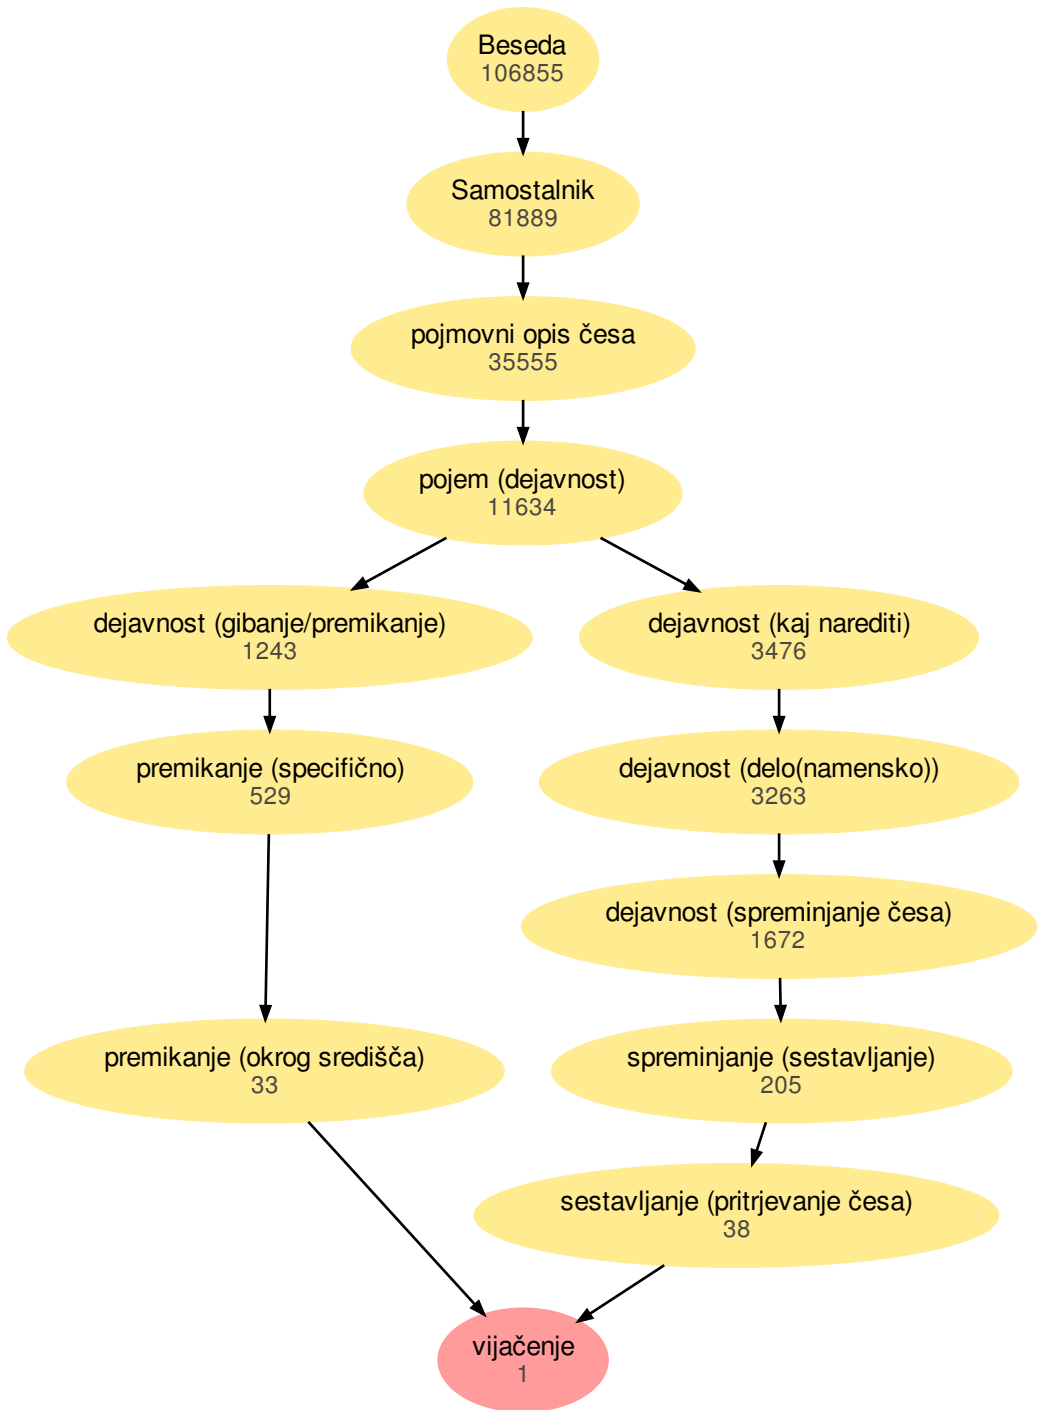 Beseda
106855
Samostalnik
81889
pojmovni opis česa
35555
pojem (dejavnost)
11634
dejavnost (gibanje/premikanje)
1243
dejavnost (kaj narediti)
3476
premikanje (specifično)
529
dejavnost (delo(namensko))
3263
dejavnost (spreminjanje česa)
1672
premikanje (okrog središča)
33
spreminjanje (sestavljanje)
205
sestavljanje (pritrjevanje česa)
38
vijačenje
1